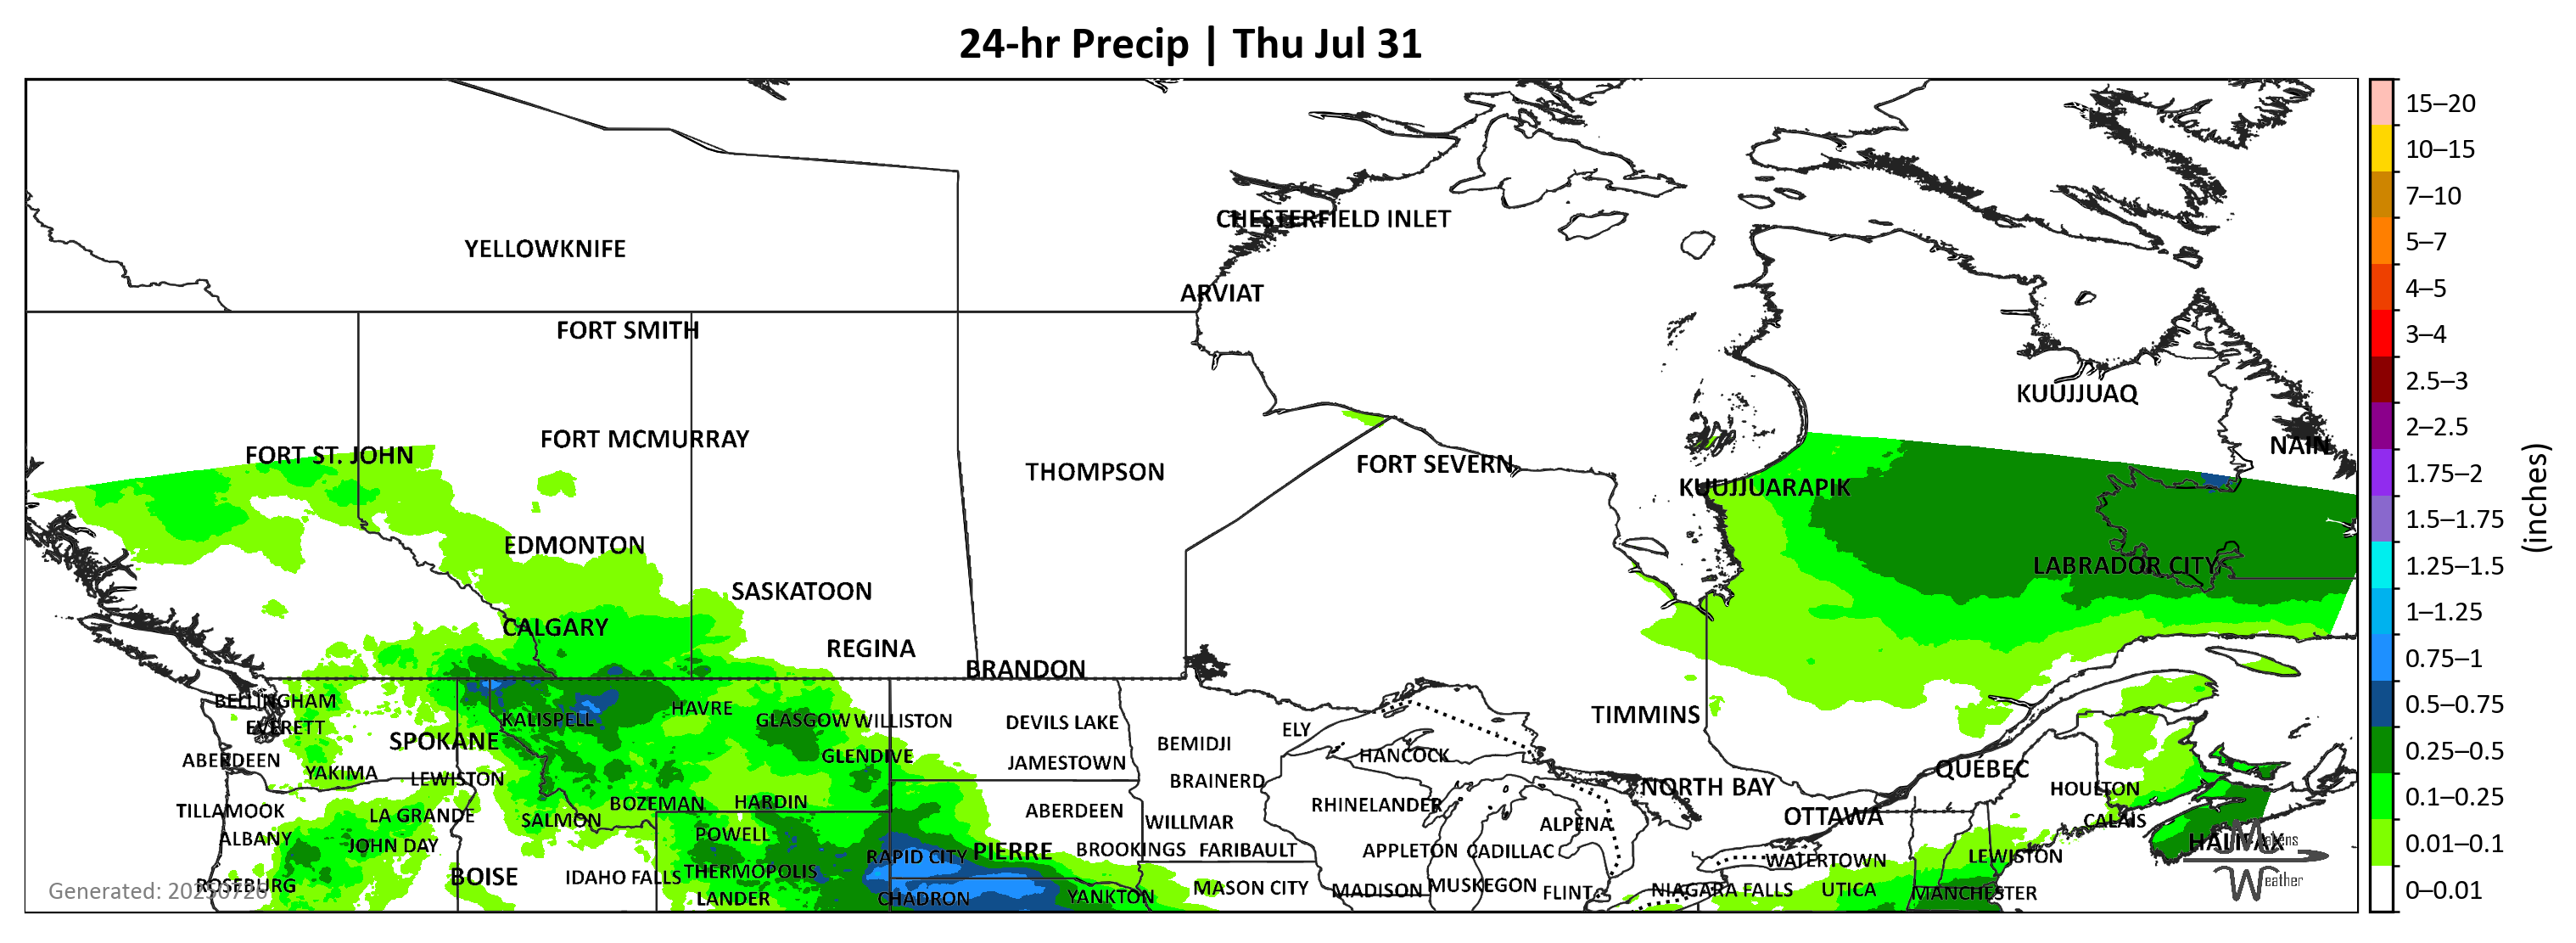 24-hr Precip | Thu Jul 31
CHESTERFIELD INLET
YELLOWKNIFE
ARVIAT
FORT SMITH
KUUJJUAQ
FORT ST. JOHN
FORT MCMURRAY
NAIN
THOMPSON
FORT SEVERN
KUUJJUARAPIK
EDMONTON
LABRADOR CITY
SASKATOON
CALGARY
REGINA
BRANDON
BELLINGHAM
KALISPELL
HAVRE
GLASGOW
WILLISTON
DEVILS LAKE
TIMMINS
EVERETT
SPOKANE
BEMIDJI
ELY
ABERDEEN
YAKIMA
LEWISTON
GLENDIVE
JAMESTOWN
HANCOCK
QUÉBEC
BRAINERD
NORTH BAY
HOULTON
TILLAMOOK
LA GRANDE
SALMON
BOZEMAN
HARDIN
ABERDEEN
WILLMAR
RHINELANDER
ALPENA
OTTAWA
CALAIS
ALBANY
JOHN DAY
POWELL
RAPID CITY
PIERRE
BROOKINGS
FARIBAULT
APPLETON
CADILLAC
WATERTOWN
LEWISTON
HALIFAX
Mavens
Weather
ROSEBURG
BOISE
IDAHO FALLS
THERMOPOLIS
LANDER
CHADRON
YANKTON
MASON CITY
MADISON
MUSKEGON
FLINT
NIAGARA FALLS
UTICA
MANCHESTER
Generated: 20250726
15–20
10–15
7–10
5–7
4–5
3–4
2.5–3
2–2.5
1.75–2
1.5–1.75
1.25–1.5
1–1.25
0.75–1
0.5–0.75
0.25–0.5
0.1–0.25
0.01–0.1
0–0.01
(inches)